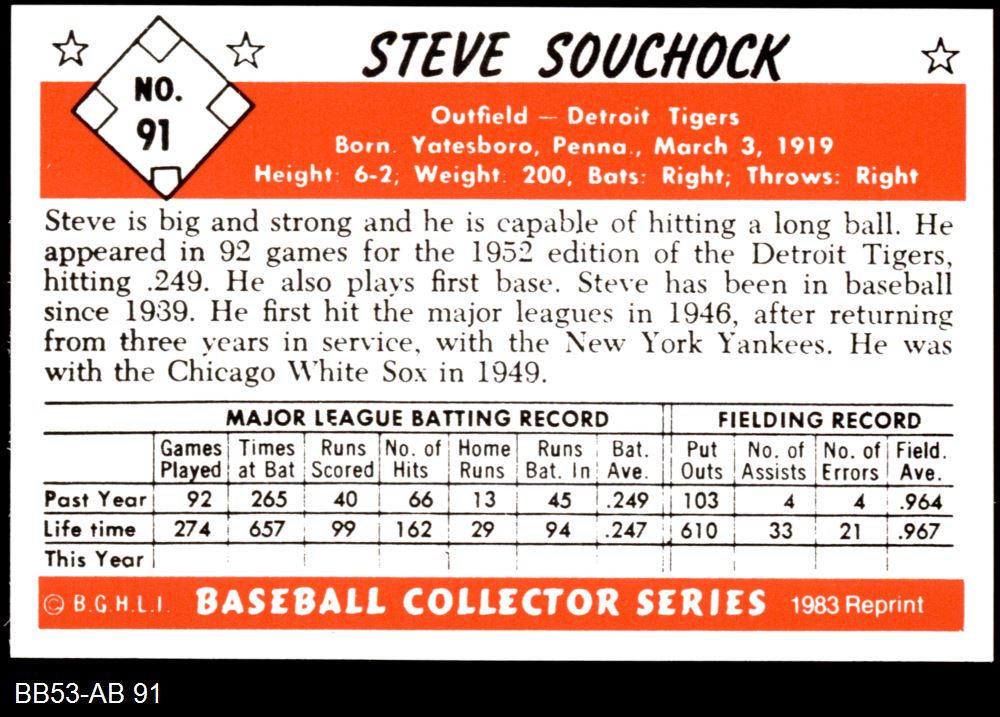 STEVE SOUCHOCK
NO.
91
Outfield — Detroit Tigers
Born. Yatesboro, Penna., March 3, 1919
Height: 6-2; Weight. 200, Bats: Right; Throws: Right
Steve is big and strong and he is capable of hitting a long ball. He
appeared in 92 games for the 1952 edition of the Detroit Tigers,
hitting .249. He also plays first base. Steve has been in baseball
since 1939. He first hit the major leagues in 1946, after returning
from three years in service, with the New York Yankees. He was
with the Chicago White Sox in 1949.
MAJOR LEAGUE BATTING RECORD FIELDING RECORD
Games Times Runs No. of Home Runs Bat. Put No. of No. of Field.
Played at Bat Scored Hits Runs Bat. In Ave. Outs Assists Errors Ave.
Past Year 92 265 40 66 13 45 .249 103 4 4 .964
Life time 274 657 99 162 29 94 .247 610 33 21 .967
This Year
© B.G.H.L.I. BASEBALL COLLECTOR SERIES 1983 Reprint
BB53-AB 91